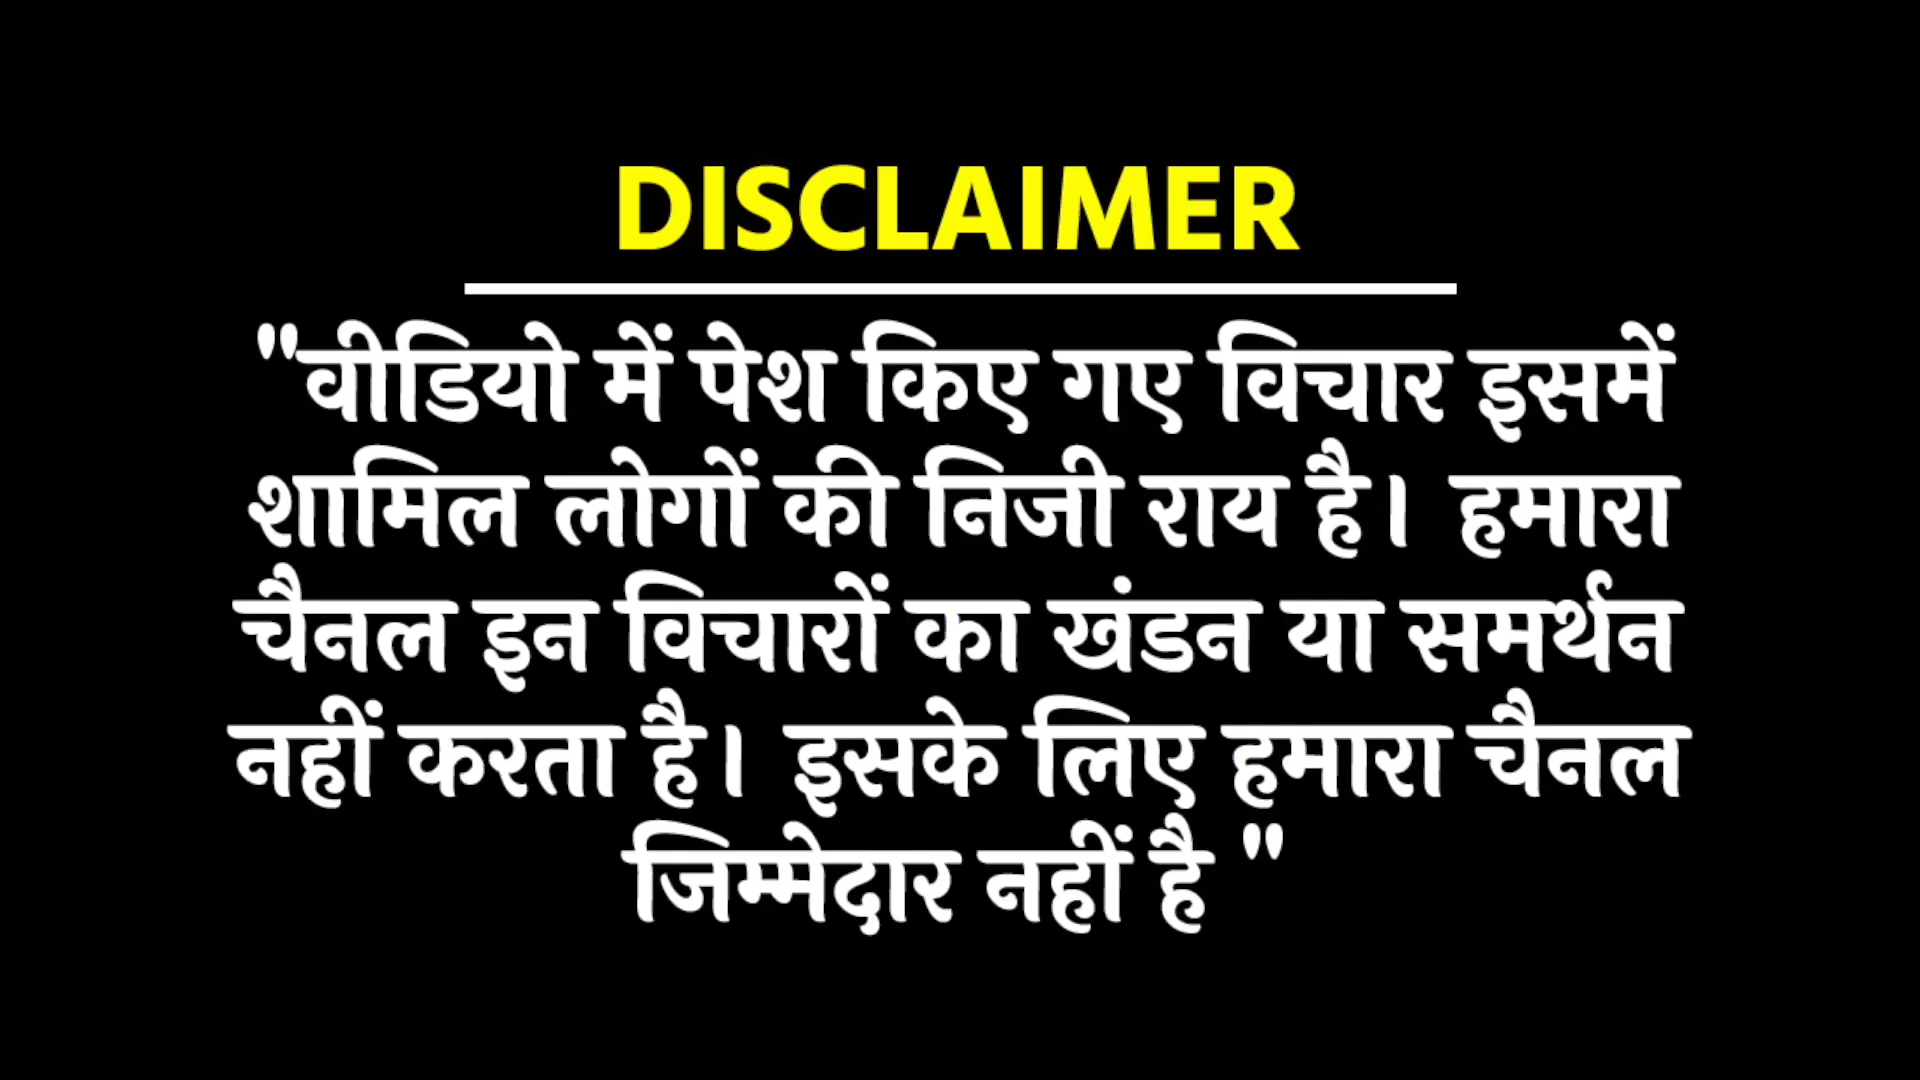 DISCLAIMER
"वीडियो में पेश किए गए विचार इसमें
शामिल लोगों की निजी राय है। हमारा
चैनल इन विचारों का खंडन या समर्थन
नहीं करता है। इसके लिए हमारा चैनल
जिम्मेदार नहीं है "